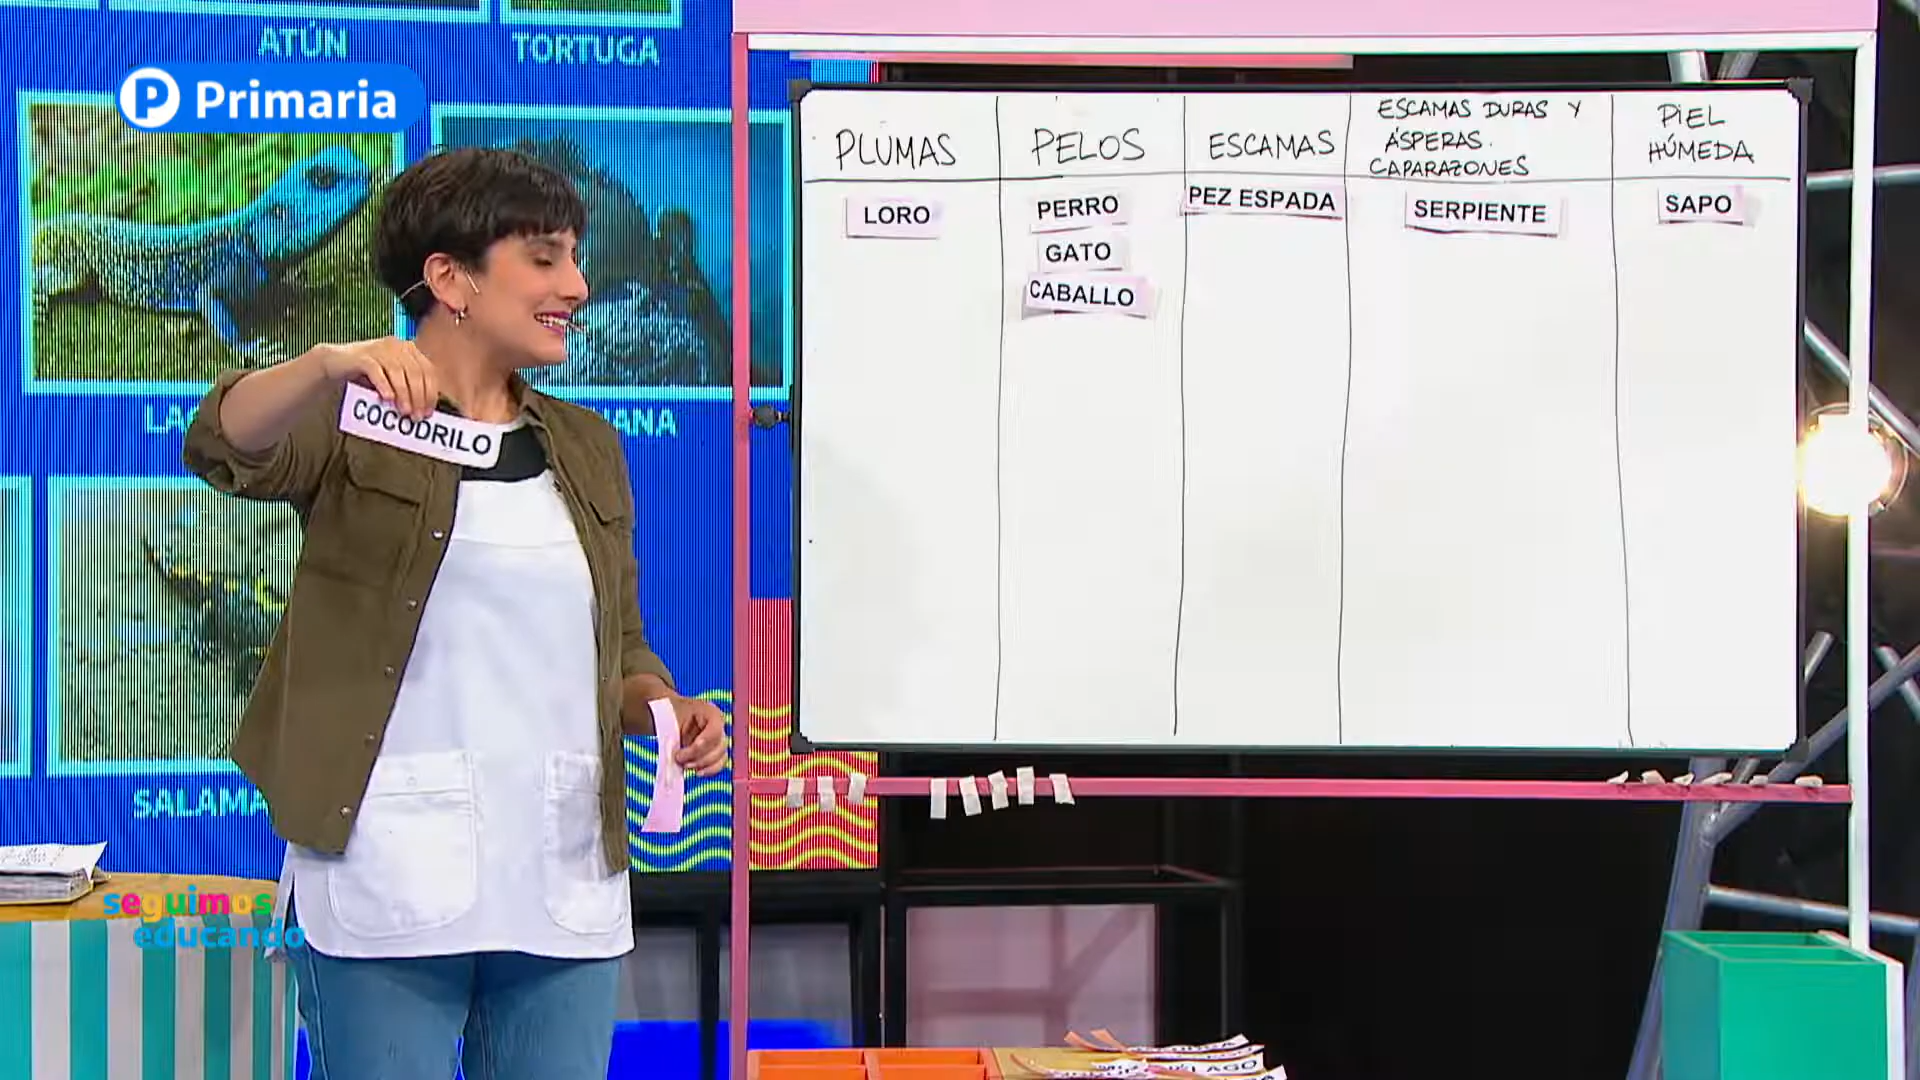 ATÚN
TORTUGA
Primaria
PLUMAS
PELOS
ESCAMAS
ESCAMAS DURAS Y
ÁSPERAS.
CAPARAZONES
PIEL
HÚMEDA
LORO
PERRO
GATO
CABALLO
PEZ ESPADA
SERPIENTE
SAPO
COCODRILO
seguimos
educando